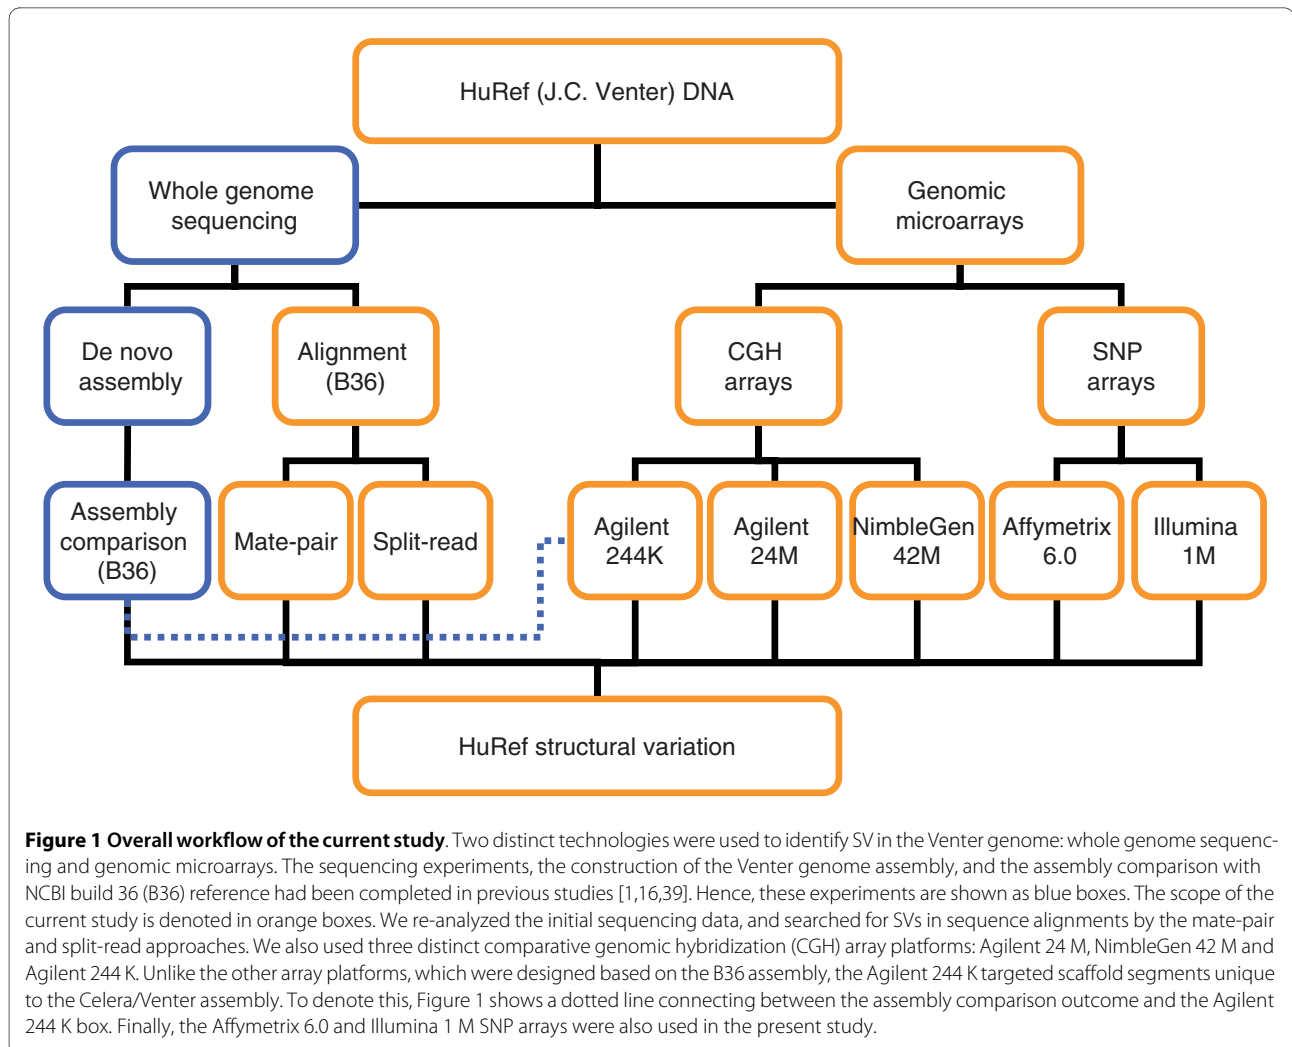 HuRef (J.C. Venter) DNA
Whole genome
sequencing
Genomic
microarrays
De novo
assembly
Alignment
(B36)
CGH
arrays
SNP
arrays
Assembly
comparison
(B36)
Mate-pair
Split-read
Agilent
244K
Agilent
24M
NimbleGen
42M
Affymetrix
6.0
Illumina
1M
HuRef structural variation
Figure 1 Overall workflow of the current study. Two distinct technologies were used to identify SV in the Venter genome: whole genome sequenc-
ing and genomic microarrays. The sequencing experiments, the construction of the Venter genome assembly, and the assembly comparison with
NCBI build 36 (B36) reference had been completed in previous studies [1,16,39]. Hence, these experiments are shown as blue boxes. The scope of the
current study is denoted in orange boxes. We re-analyzed the initial sequencing data, and searched for SVs in sequence alignments by the mate-pair
and split-read approaches. We also used three distinct comparative genomic hybridization (CGH) array platforms: Agilent 24 M, NimbleGen 42 M and
Agilent 244 K. Unlike the other array platforms, which were designed based on the B36 assembly, the Agilent 244 K targeted scaffold segments unique
to the Celera/Venter assembly. To denote this, Figure 1 shows a dotted line connecting between the assembly comparison outcome and the Agilent
244 K box. Finally, the Affymetrix 6.0 and Illumina 1 M SNP arrays were also used in the present study.